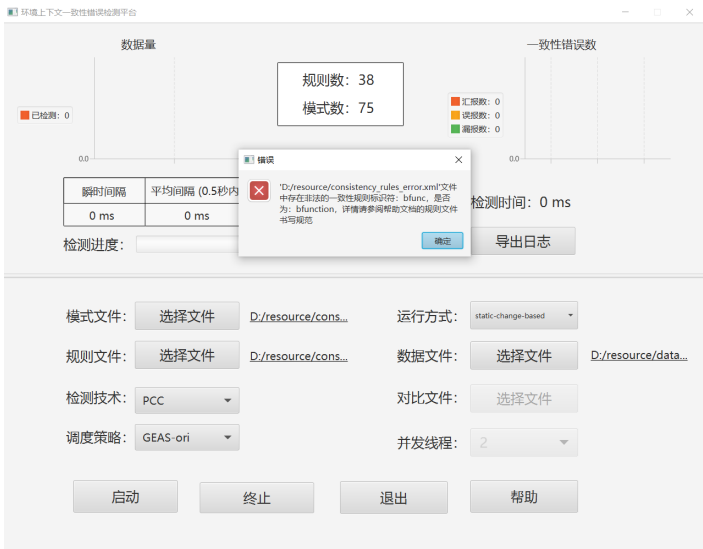 环境上下文一致性错误检测平台
数据量
一致性错误数
规则数：38
模式数：75
已检测：0
汇报数：0
误报数：0
漏报数：0
0.0
0.0
错误
'D:/resource/consistency_rules_error.xml'文件
中存在非法的一致性规则标识符：bfunc，是否
为：bfunction，详情请参阅帮助文档的规则文件
书写规范
确定
瞬时间隔 平均间隔 (0.5秒内
0 ms 0 ms
检测时间：0 ms
检测进度：
导出日志
模式文件： 选择文件 D:/resource/cons...
运行方式： static-change-based
规则文件： 选择文件 D:/resource/cons...
数据文件： 选择文件 D:/resource/data...
检测技术： PCC
对比文件： 选择文件
调度策略： GEAS-ori
并发线程： 2
启动 终止 退出 帮助